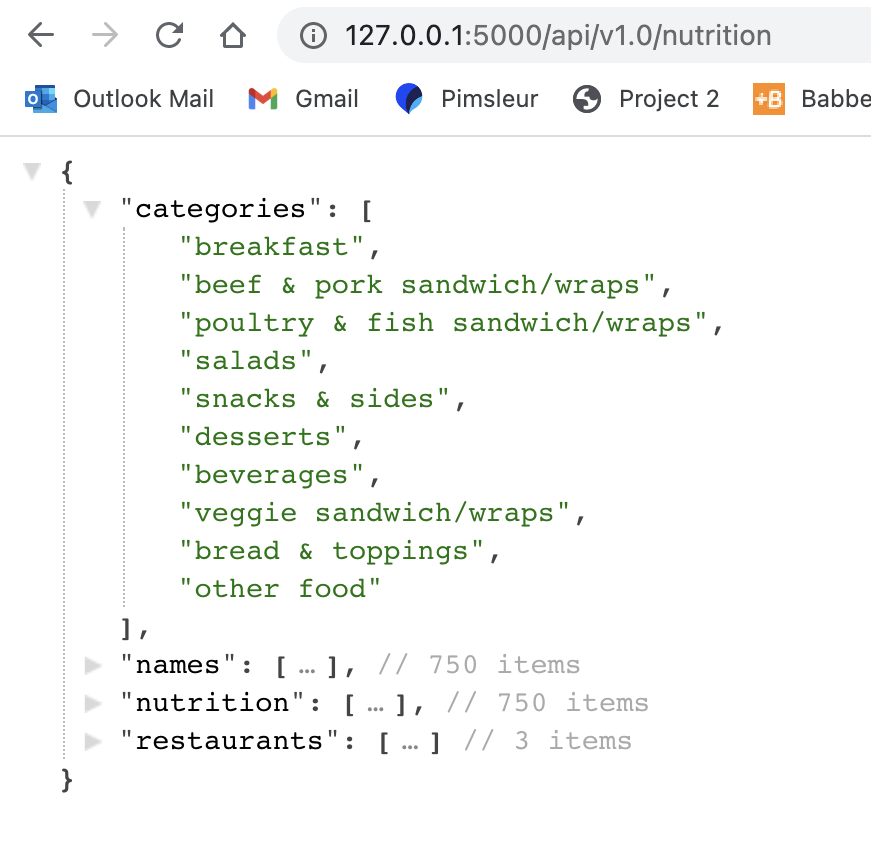 127.0.0.1:5000/api/v1.0/nutrition
Outlook Mail Gmail Pimsleur Project 2 +B Babbe
{
"categories": [
"breakfast",
"beef & pork sandwich/wraps",
"poultry & fish sandwich/wraps",
"salads",
"snacks & sides",
"desserts",
"beverages",
"veggie sandwich/wraps",
"bread & toppings",
"other food"
],
"names": [ … ], // 750 items
"nutrition": [ … ], // 750 items
"restaurants": [ … ] // 3 items
}